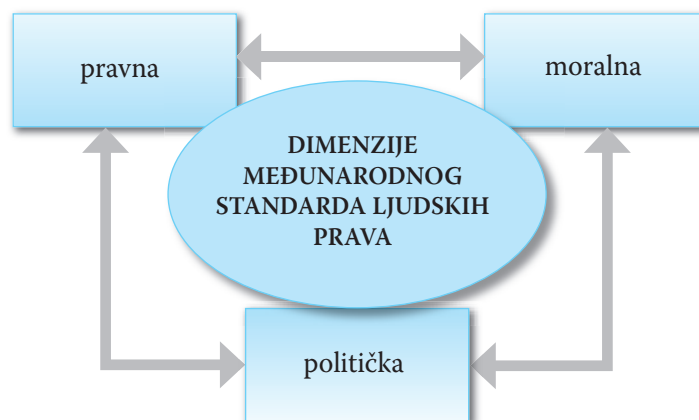 pravna
moralna
DIMENZIJE
MEĐUNARODNOG
STANDARDA LJUDSKIH
PRAVA
politička